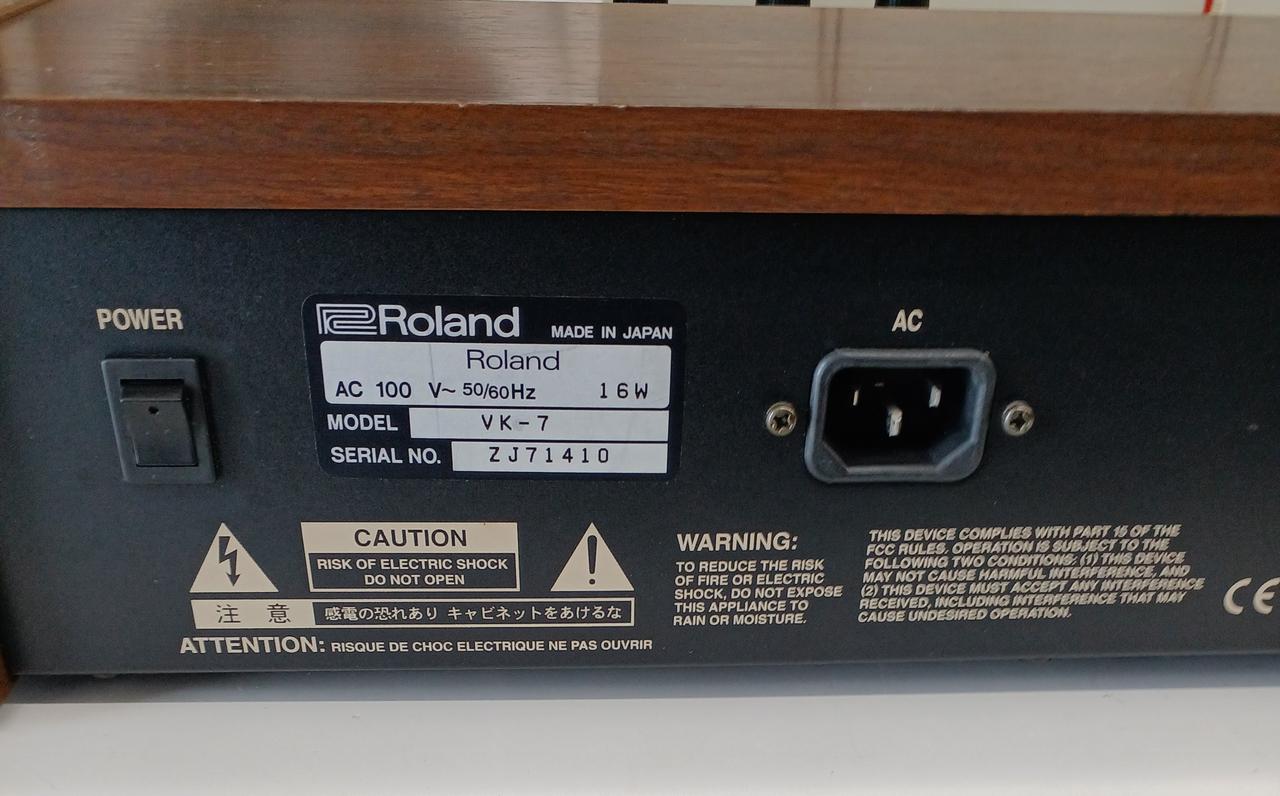 POWER
Roland
MADE IN JAPAN
Roland
AC 100 V~ 50/60Hz 16W
MODEL VK-7
SERIAL NO. ZJ71410
AC
CAUTION
RISK OF ELECTRIC SHOCK
DO NOT OPEN
注 意 感電の恐れあり キャビネットをあけるな
ATTENTION: RISQUE DE CHOC ELECTRIQUE NE PAS OUVRIR
WARNING:
TO REDUCE THE RISK
OF FIRE OR ELECTRIC
SHOCK, DO NOT EXPOSE
THIS APPLIANCE TO
RAIN OR MOISTURE.
THIS DEVICE COMPLIES WITH PART 15 OF THE
FCC RULES. OPERATION IS SUBJECT TO THE
FOLLOWING TWO CONDITIONS: (1) THIS DEVICE
MAY NOT CAUSE HARMFUL INTERFERENCE, AND
(2) THIS DEVICE MUST ACCEPT ANY INTERFERENCE
RECEIVED, INCLUDING INTERFERENCE THAT MAY
CAUSE UNDESIRED OPERATION.
CE